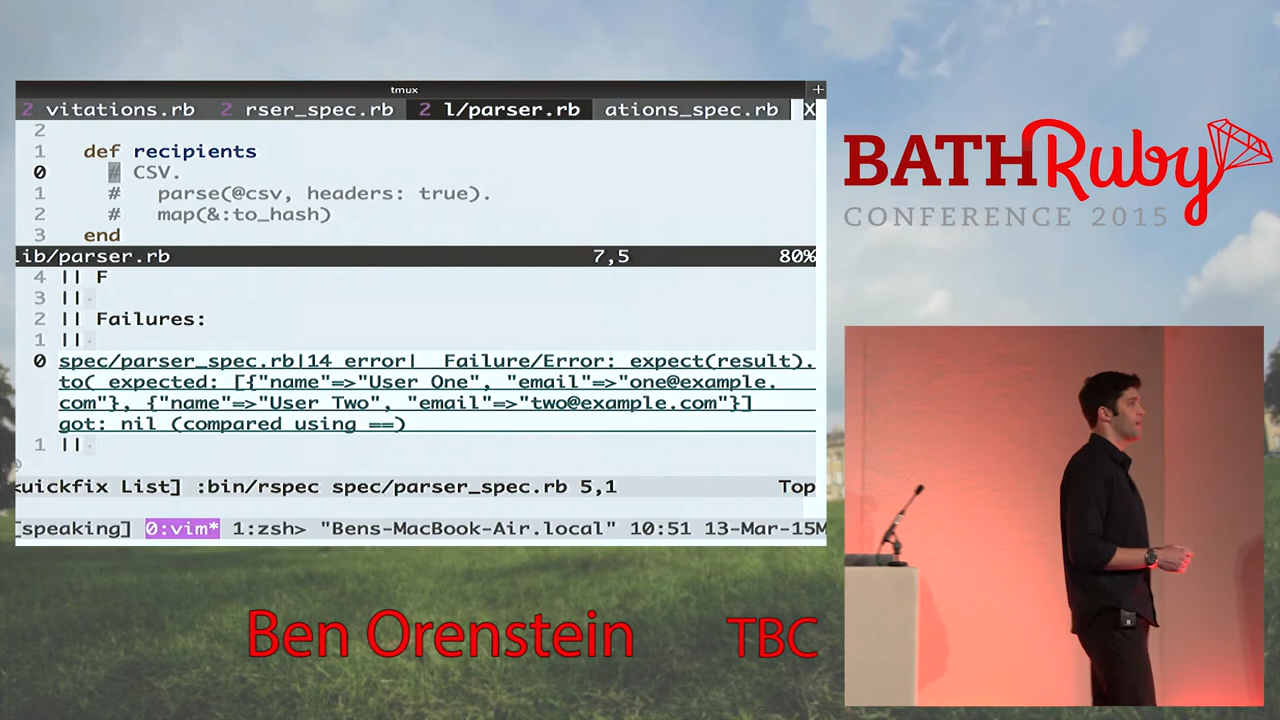 tmux
+
2 vitations.rb 2 rser_spec.rb 2 l/parser.rb ations_spec.rb X
2
1 def recipients
0 # CSV.
1 # parse(@csv, headers: true).
2 # map(&:to_hash)
3 end
lib/parser.rb 7,5 80%
4 || F
3 ||
2 || Failures:
1 ||
0 spec/parser_spec.rb|14 error| Failure/Error: expect(result).
to( expected: [{"name"=>"User One", "email"=>"one@example.
com"}, {"name"=>"User Two", "email"=>"two@example.com"}]
got: nil (compared using ==)
1 ||
@
uickfix List] :bin/rspec spec/parser_spec.rb 5,1 Top
[speaking] 0:vim* 1:zsh> "Bens-MacBook-Air.local" 10:51 13-Mar-15M
BATH Ruby
CONFERENCE 2015
Ben Orenstein TBC